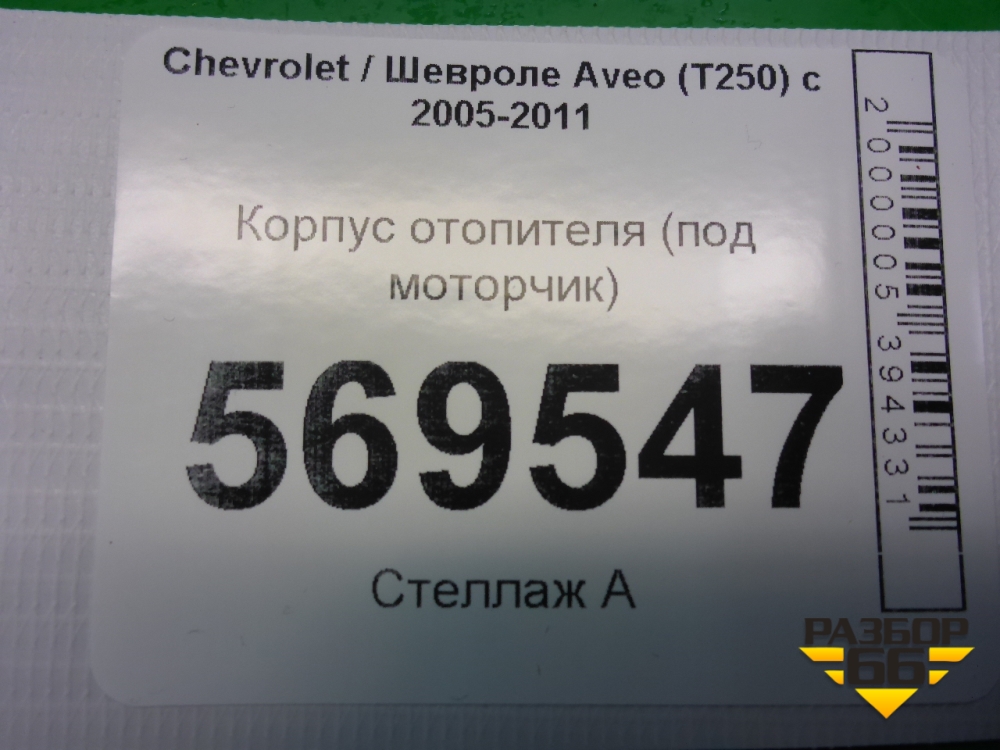 Chevrolet / Шевроле Aveo (T250) с
2005-2011
Корпус отопителя (под
моторчик)
569547
Стеллаж А
2000005394331
РАЗБОР
66